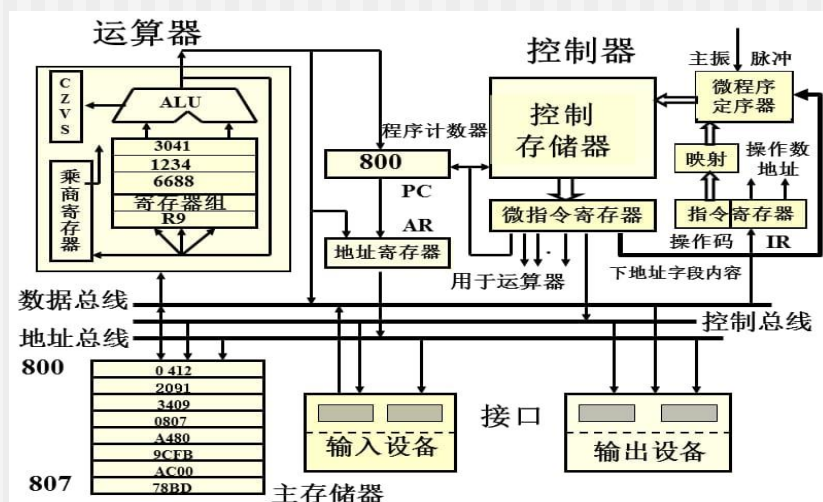 运算器
控制器
主振 脉冲
C
Z
V
S
ALU
3041
1234
6688
寄存器组
R9
乘
商
寄
存
器
程序计数器
800
PC
AR
地址寄存器
控制
存储器
微指令寄存器
用于运算器
微程序
定序器
映射
操作数
地址
指令寄存器
操作码 IR
下地址字段内容
数据总线
控制总线
地址总线
800
0 412
2091
3409
0807
A480
9CFB
AC00
78BD
807
主存储器
输入设备
接口
输出设备